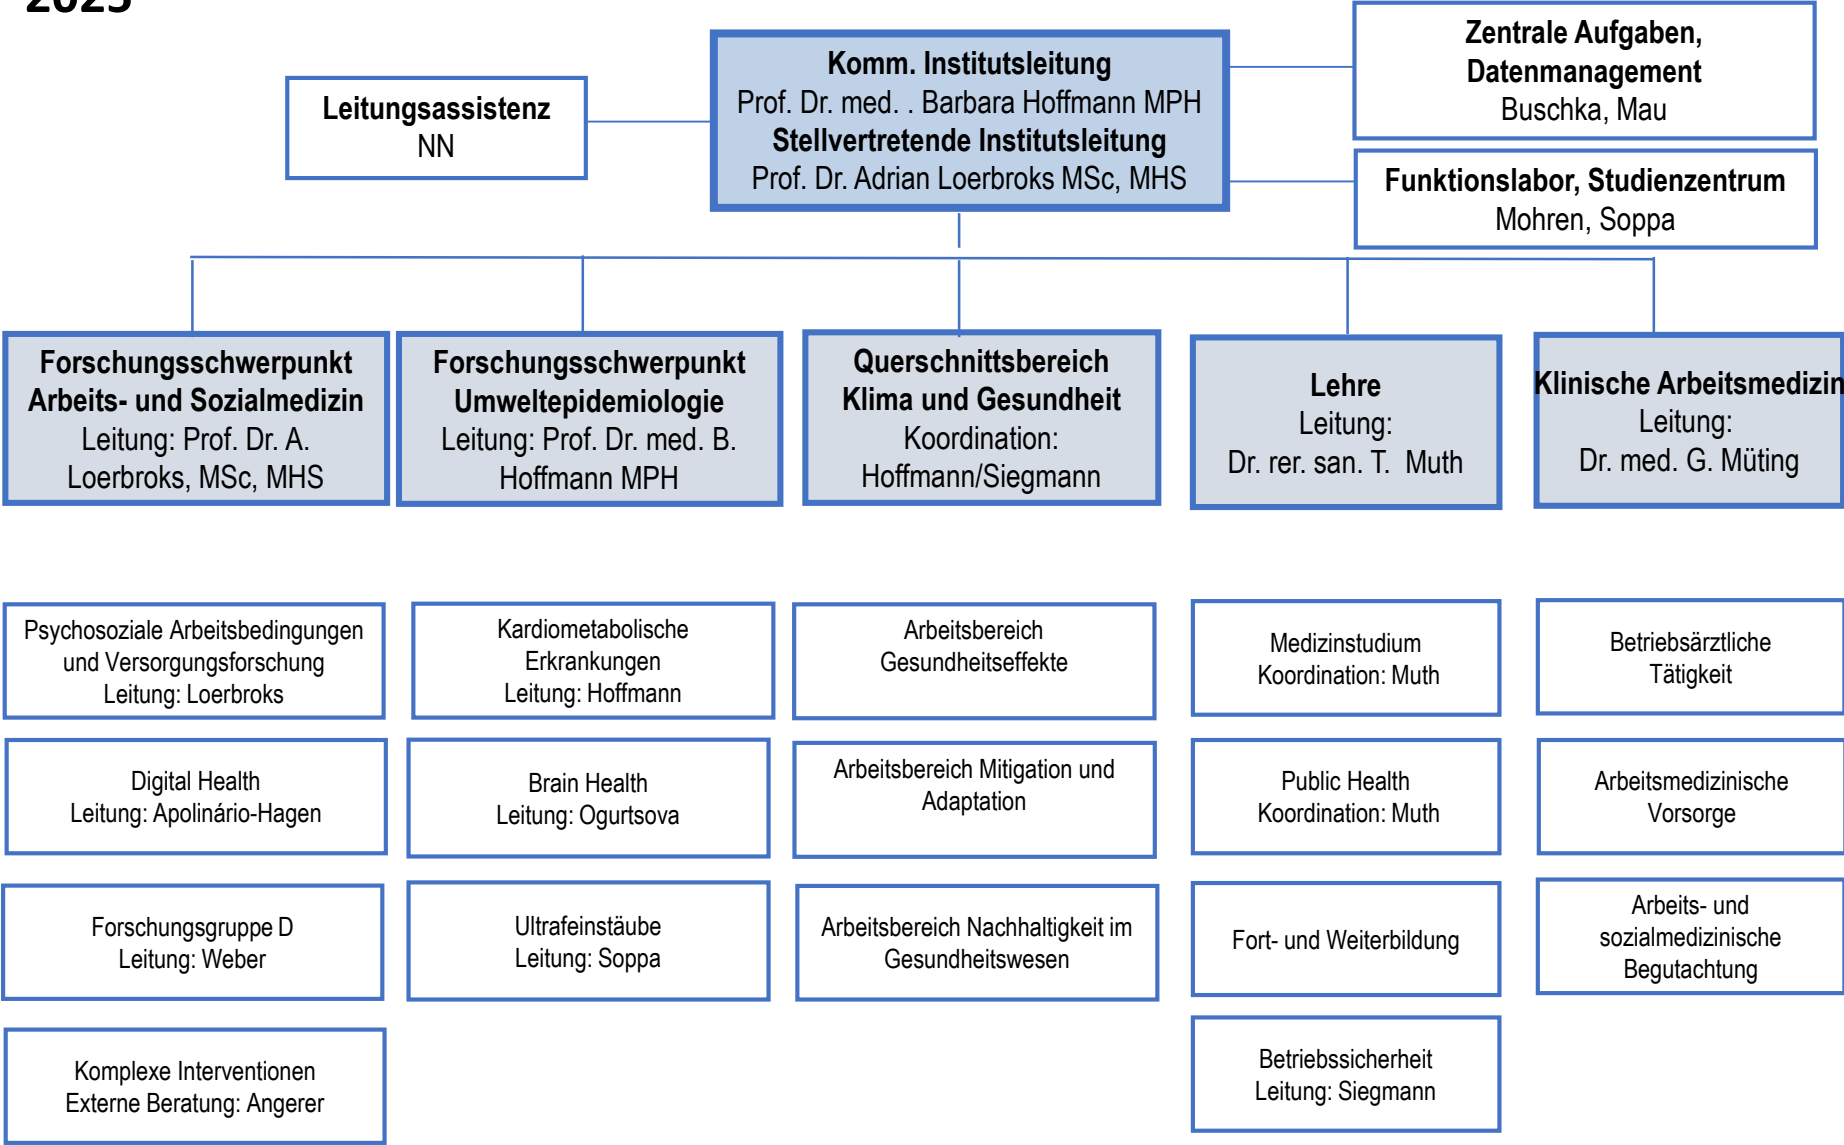 2025
Leitungsassistenz
NN
Komm. Institutsleitung
Prof. Dr. med. . Barbara Hoffmann MPH
Stellvertretende Institutsleitung
Prof. Dr. Adrian Loerbroks MSc, MHS
Zentrale Aufgaben,
Datenmanagement
Buschka, Mau
Funktionslabor, Studienzentrum
Mohren, Soppa
Forschungsschwerpunkt
Arbeits- und Sozialmedizin
Leitung: Prof. Dr. A.
Loerbroks, MSc, MHS
Forschungsschwerpunkt
Umweltepidemiologie
Leitung: Prof. Dr. med. B.
Hoffmann MPH
Querschnittsbereich
Klima und Gesundheit
Koordination:
Hoffmann/Siegmann
Lehre
Leitung:
Dr. rer. san. T. Muth
Klinische Arbeitsmedizin
Leitung:
Dr. med. G. Müting
Psychosoziale Arbeitsbedingungen
und Versorgungsforschung
Leitung: Loerbroks
Kardiometabolische
Erkrankungen
Leitung: Hoffmann
Arbeitsbereich
Gesundheitseffekte
Medizinstudium
Koordination: Muth
Betriebsärztliche
Tätigkeit
Digital Health
Leitung: Apolinário-Hagen
Brain Health
Leitung: Ogurtsova
Arbeitsbereich Mitigation und
Adaptation
Public Health
Koordination: Muth
Arbeitsmedizinische
Vorsorge
Forschungsgruppe D
Leitung: Weber
Ultrafeinstäube
Leitung: Soppa
Arbeitsbereich Nachhaltigkeit im
Gesundheitswesen
Fort- und Weiterbildung
Arbeits- und
sozialmedizinische
Begutachtung
Komplexe Interventionen
Externe Beratung: Angerer
Betriebssicherheit
Leitung: Siegmann